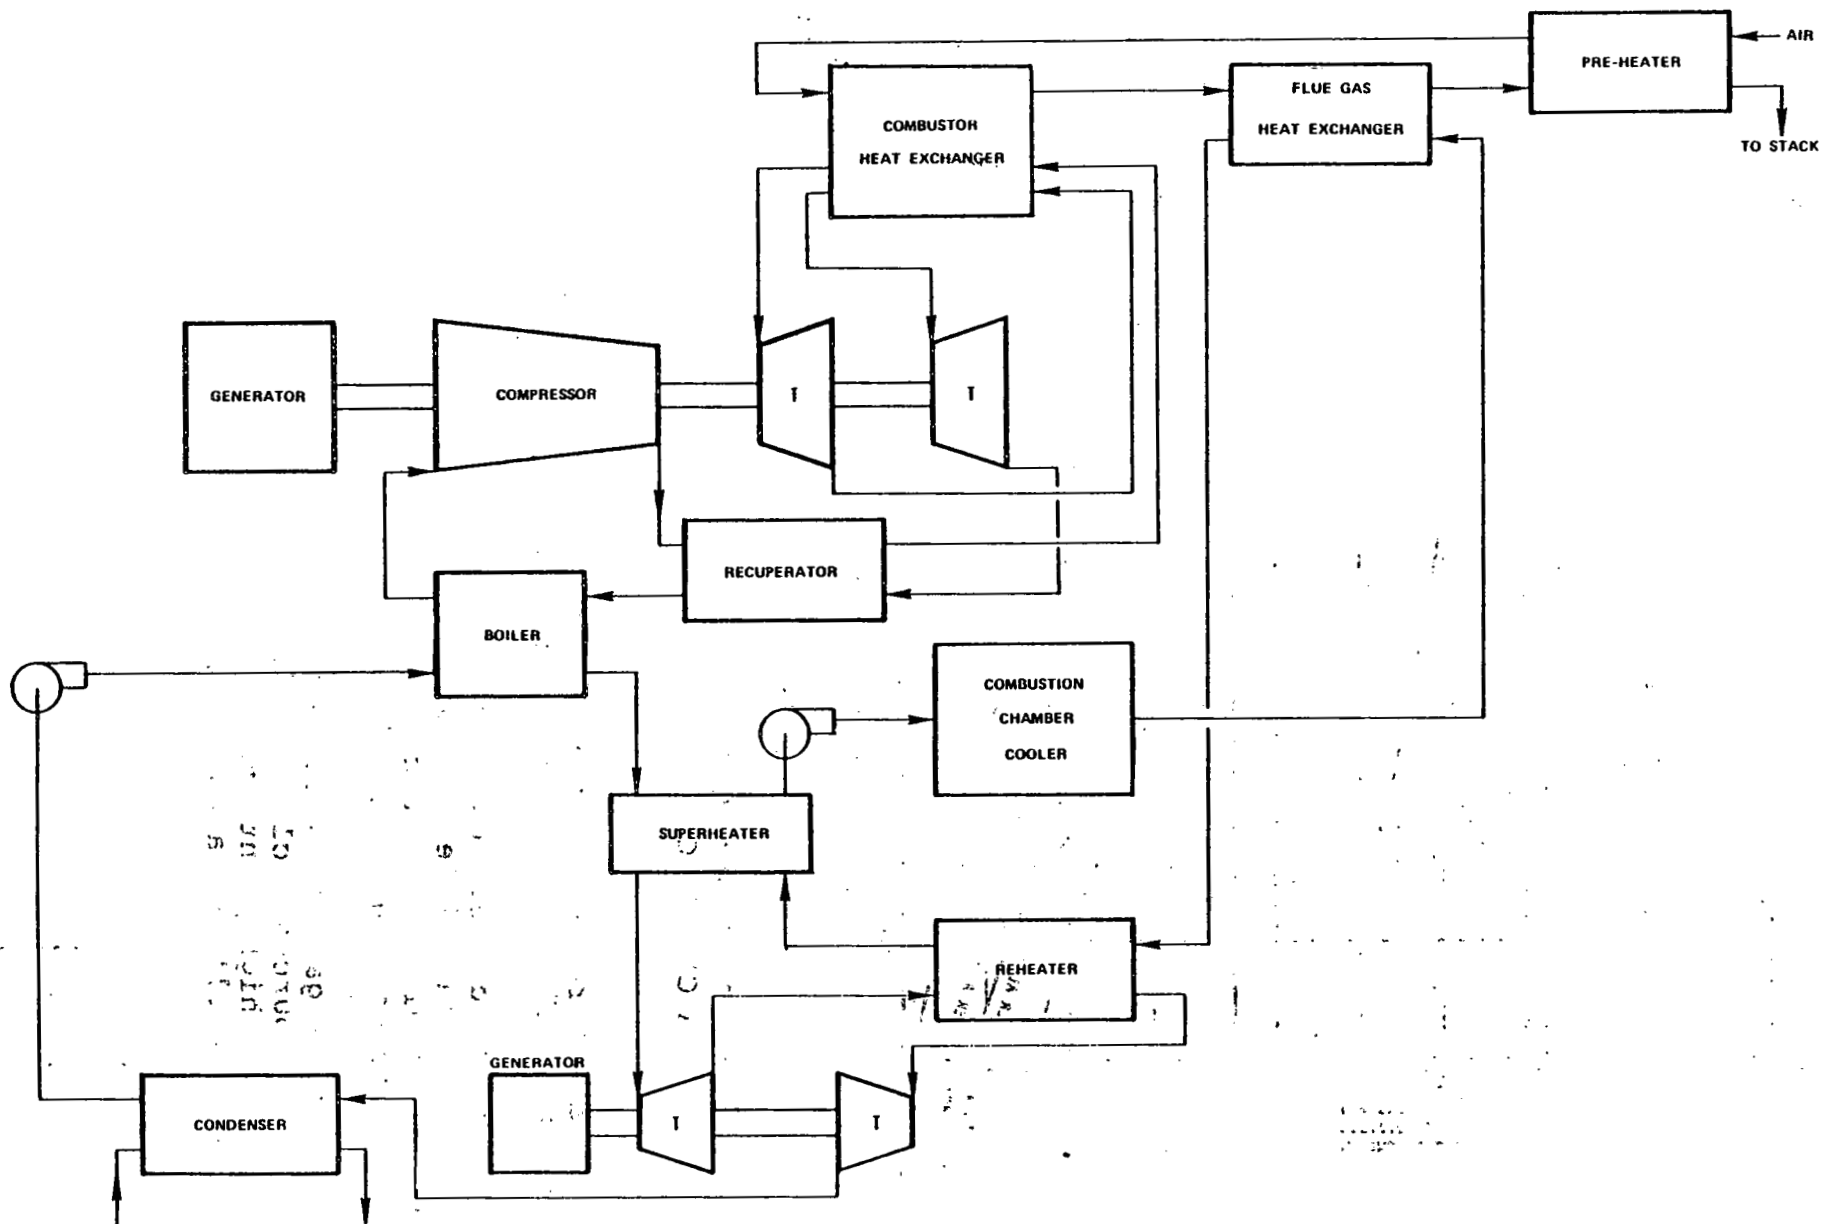 AIR
PRE-HEATER
FLUE GAS
HEAT EXCHANGER
TO STACK
COMBUSTOR
HEAT EXCHANGER
GENERATOR
COMPRESSOR
T
T
RECUPERATOR
BOILER
COMBUSTION
CHAMBER
COOLER
SUPERHEATER
REHEATER
GENERATOR
T
T
CONDENSER